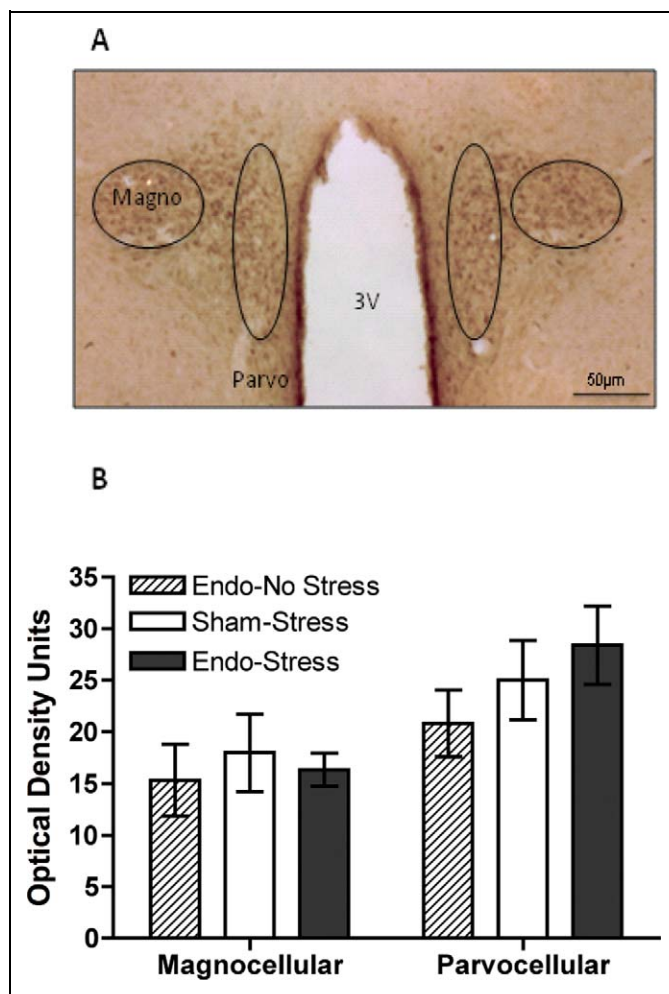 A
Magno
3V
Parvo
50µm
B
Optical Density Units
35
30
25
20
15
10
5
0
Endo-No Stress
Sham-Stress
Endo-Stress
Magnocellular
Parvocellular